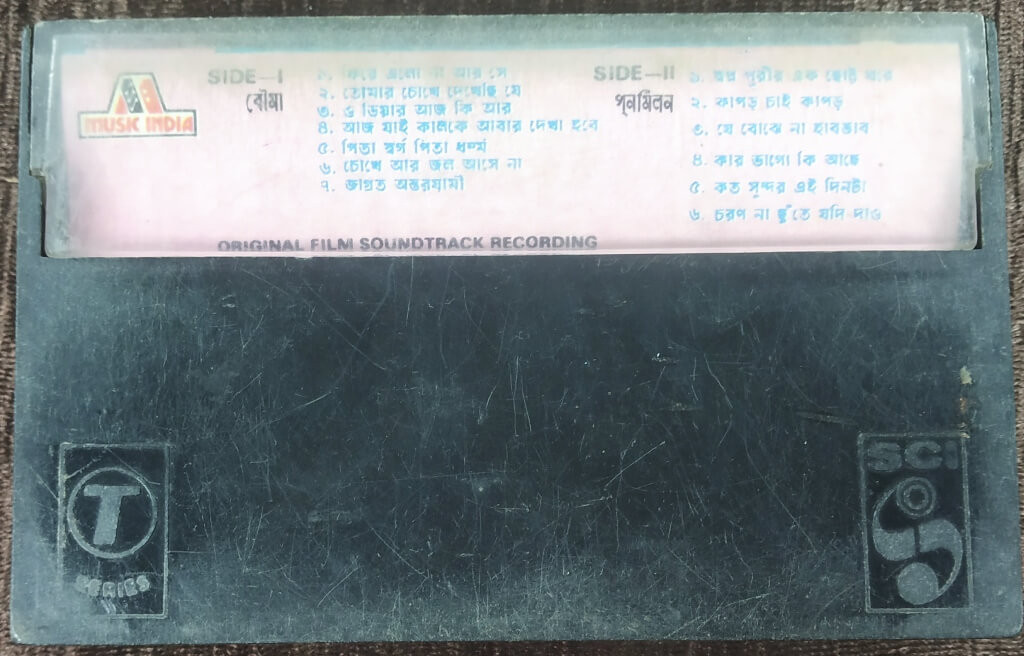 MUSIC INDIA
SIDE-I
বৌমা
১. ফিরে এলো না আর সে
২. তোমার চোখে দেখেছি যে
৩. ও ডিয়ার আজ কি আর
৪. আজ যাই কালকে আবার দেখা হবে
৫. পিতা স্বর্গ পিতা ধর্ম্ম
৬. চোখে আর জল আসে না
৭. জাগ্রত অন্তরযামী
SIDE-II
পূনর্মিলন
১. স্বপ্ন পুরীর এক ছোট্ট ঘরে
২. কাপড় চাই কাপড়
৩. যে বোঝে না হাবভাব
৪. কার ভাগ্যে কি আছে
৫. কত সুন্দর এই দিনটা
৬. চরণ না ছুঁতে যদি দাও
ORIGINAL FILM SOUNDTRACK RECORDING
T
SERIES
SCI